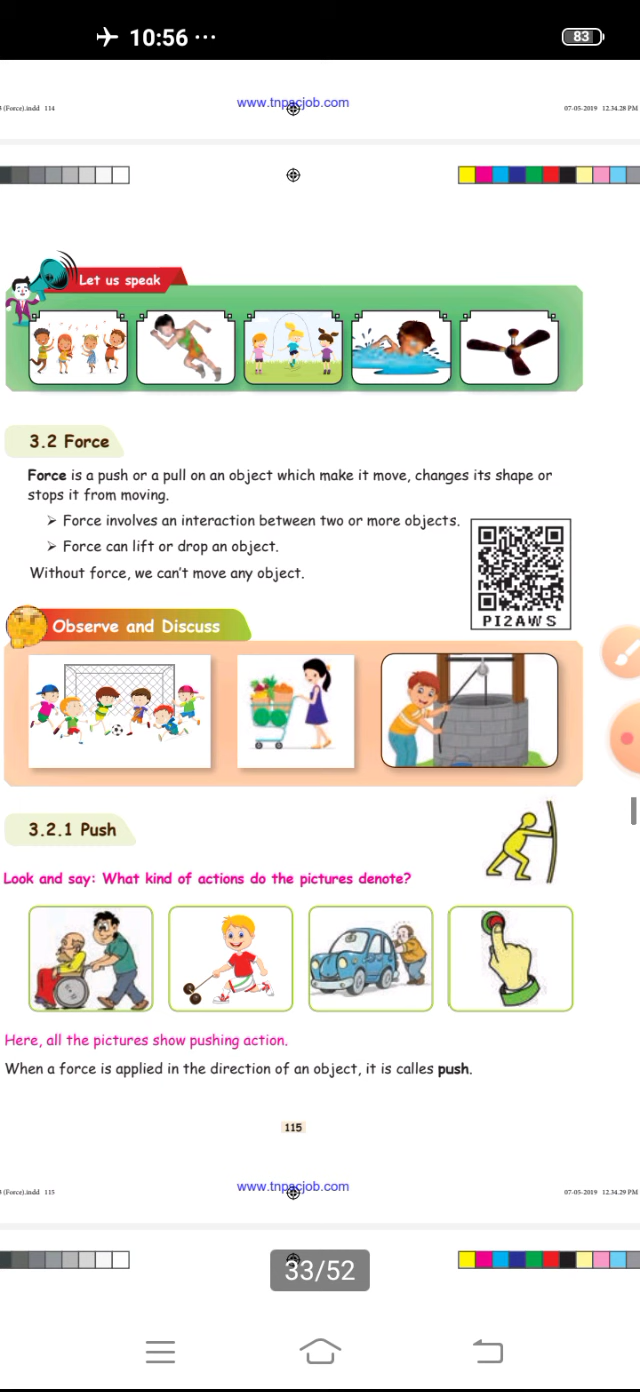 10:56 ...
83
(Force).indd 114
www.tnpscjob.com
07-05-2019 12.34.28 PM
Let us speak
3.2 Force
Force is a push or a pull on an object which make it move, changes its shape or
stops it from moving.
➢ Force involves an interaction between two or more objects.
➢ Force can lift or drop an object.
Without force, we can't move any object.
PI2AWS
Observe and Discuss
3.2.1 Push
Look and say: What kind of actions do the pictures denote?
Here, all the pictures show pushing action.
When a force is applied in the direction of an object, it is calles push.
115
(Force).indd 115
www.tnpscjob.com
07-05-2019 12.34.29 PM
33/52